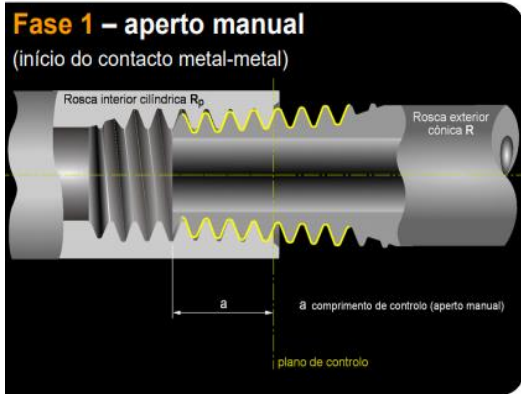 Fase 1 – aperto manual
(início do contacto metal-metal)
Rosca interior cilíndrica Rp
Rosca exterior
cónica R
a
a comprimento de controlo (aperto manual)
plano de controlo